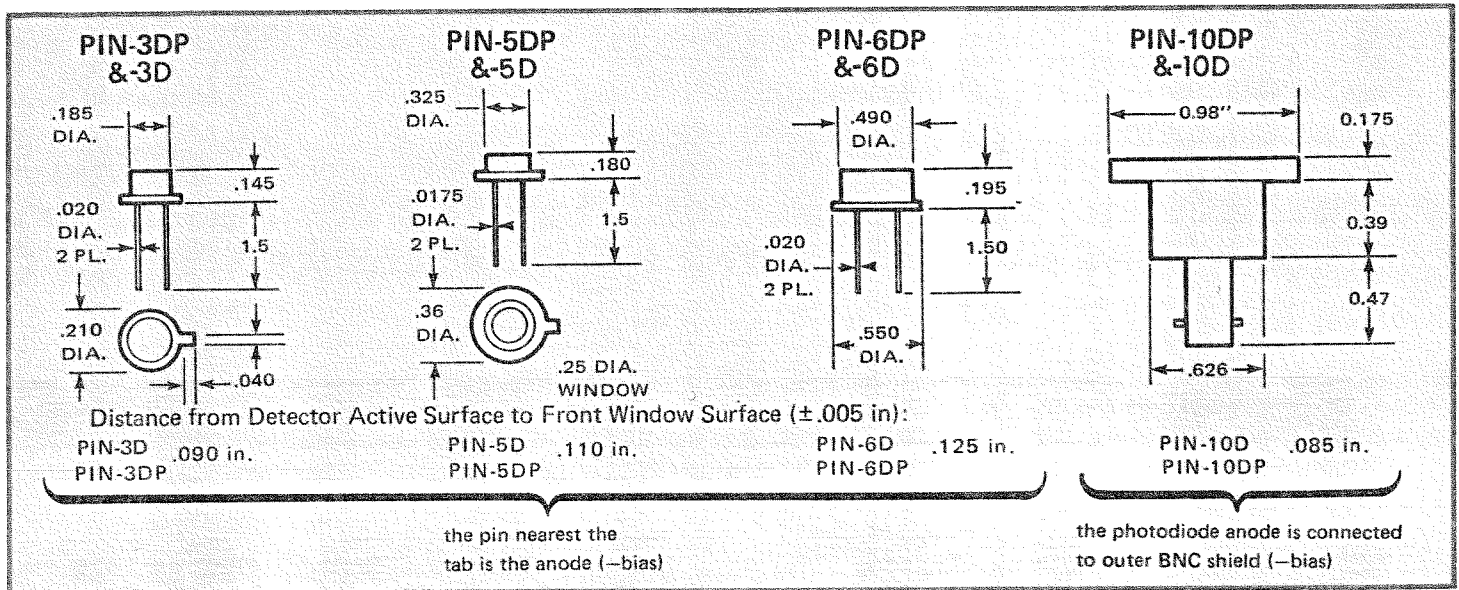 PIN-3DP
&-3D
.185
DIA.
.145
.020
DIA.
2 PL.
1.5
.210
DIA.
.040
PIN-5DP
&-5D
.325
DIA.
.180
.0175
DIA.
2 PL.
1.5
.36
DIA.
.25 DIA.
WINDOW
PIN-6DP
&-6D
.490
DIA.
.195
.020
DIA.
2 PL.
1.50
.550
DIA.
PIN-10DP
&-10D
0.98"
0.175
0.39
0.47
.626
Distance from Detector Active Surface to Front Window Surface (±.005 in):
PIN-3D
PIN-3DP
.090 in.
PIN-5D
PIN-5DP
.110 in.
PIN-6D
PIN-6DP
.125 in.
PIN-10D
PIN-10DP
.085 in.
the pin nearest the
tab is the anode (−bias)
the photodiode anode is connected
to outer BNC shield (−bias)